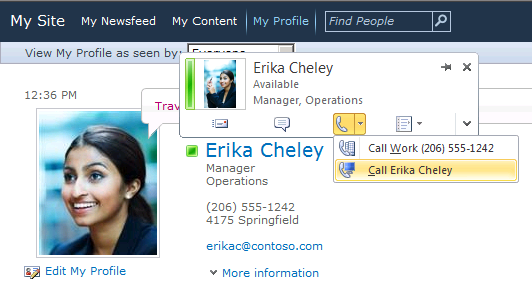 My Site My Newsfeed My Content My Profile Find People
View My Profile as seen by: Everyone
Erika Cheley
Available
Manager, Operations
12:36 PM
Trav
Call Work (206) 555-1242
Call Erika Cheley
Erika Cheley
Manager
Operations
(206) 555-1242
4175 Springfield
erikac@contoso.com
Edit My Profile
More information